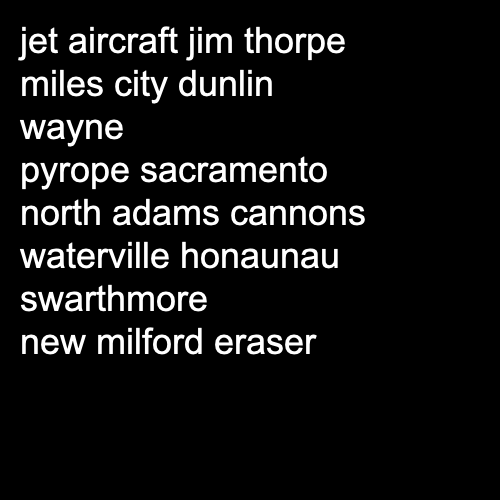 jet aircraft jim thorpe
miles city dunlin
wayne
pyrope sacramento
north adams cannons
waterville honaunau
swarthmore
new milford eraser